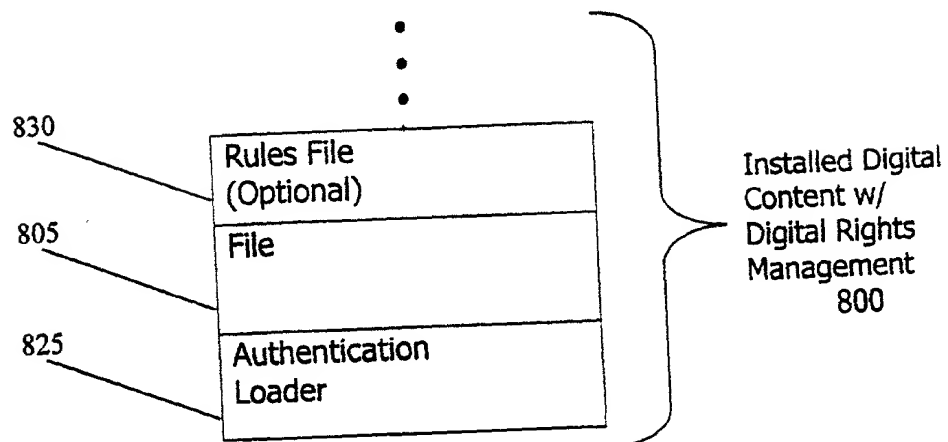 830
Rules File
(Optional)
805
File
825
Authentication
Loader
Installed Digital
Content w/
Digital Rights
Management
800